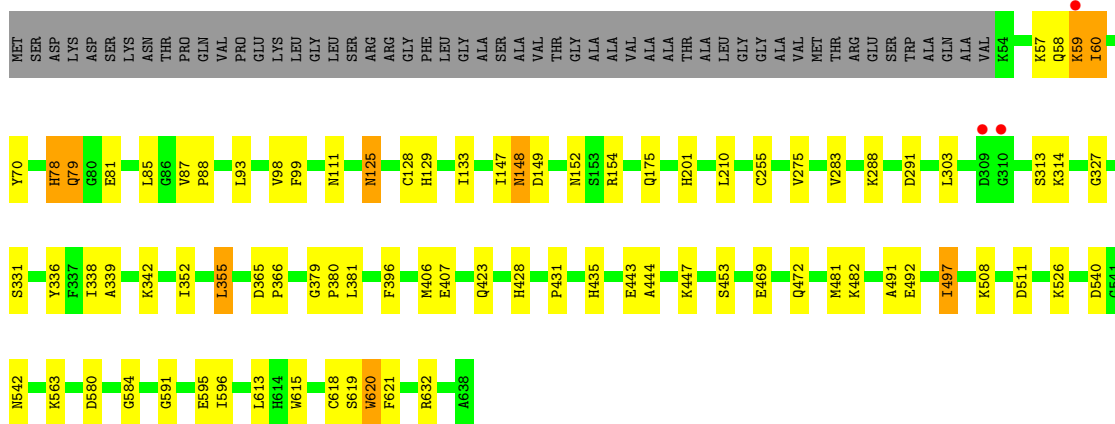 MET SER ASP LYS ASP SER LYS ASN THR PRO GLN VAL PRO GLU LYS LEU GLY LEU SER ARG ARG GLY PHE LEU GLY ALA SER ALA VAL THR GLY ALA ALA VAL ALA ALA THR ALA LEU GLY GLY ALA VAL MET THR ARG GLU SER TRP ALA GLN ALA VAL K54 K57 Q58 K59 I60
Y70 H78 Q79 G80 E81 L85 G86 V87 P88 L93 V98 F99 N111 N125 C128 H129 I133 I147 N148 D149 N152 S153 R154 Q175 H201 L210 C255 V275 V283 K288 D291 L303 D309 G310 S313 K314 G327
S331 Y336 F337 I338 A339 K342 I352 L355 D365 P366 G379 P380 L381 F396 M406 E407 Q423 H428 P431 H435 E443 A444 K447 S453 E469 Q472 M481 K482 A491 E492 I497 K508 D511 K526 D540 G541
N542 K563 D580 G584 G591 E595 I596 L613 H614 W615 C618 S619 W620 F621 R632 A638